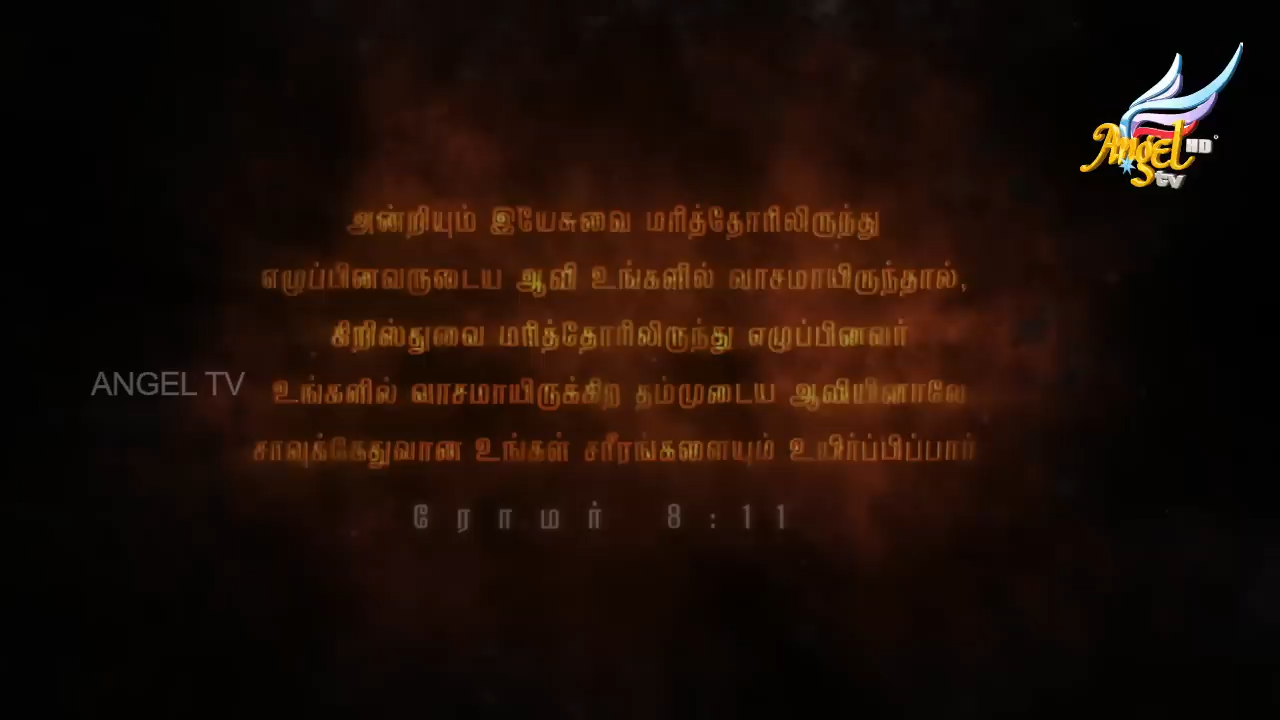 Angel HD
tv
அன்றியும் இயேசுவை மரித்தோரிலிருந்து
எழுப்பினவருடைய ஆவி உங்களில் வாசமாயிருந்தால்,
கிறிஸ்துவை மரித்தோரிலிருந்து எழுப்பினவர்
ANGEL TV
உங்களில் வாசமாயிருக்கிற தம்முடைய ஆவியினாலே
சாவுக்கேதுவான உங்கள் சரீரங்களையும் உயிர்ப்பிப்பார்
ரோமர் 8:11